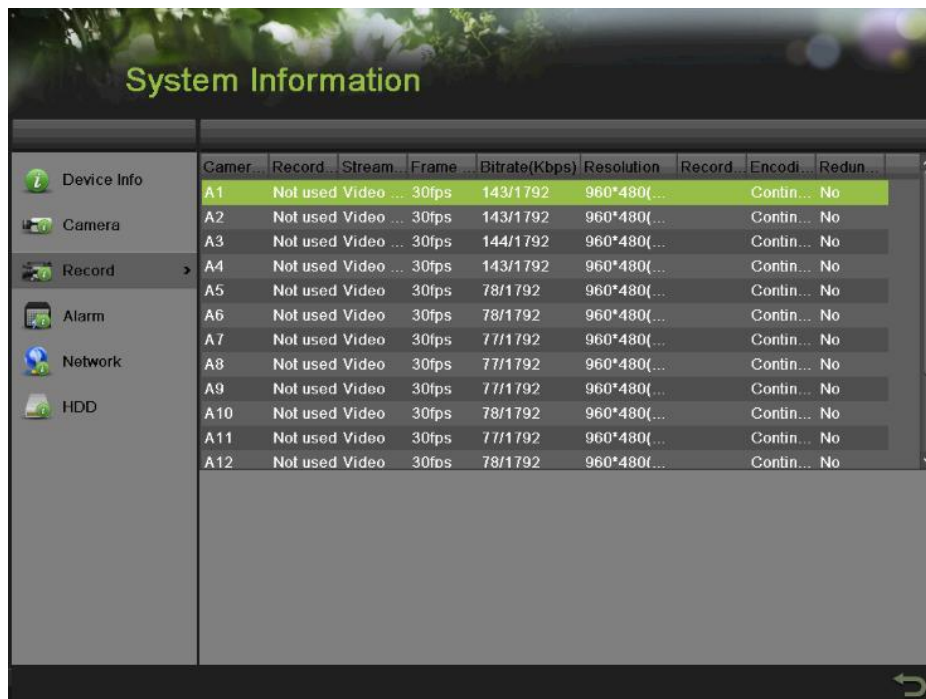 System Information
Device Info
Camera
Record
Alarm
Network
HDD
Camer... Record... Stream... Frame ... Bitrate(Kbps) Resolution Record... Encodi... Redun...
A1 Not used Video ... 30fps 143/1792 960*480(... Contin... No
A2 Not used Video ... 30fps 143/1792 960*480(... Contin... No
A3 Not used Video ... 30fps 144/1792 960*480(... Contin... No
A4 Not used Video ... 30fps 143/1792 960*480(... Contin... No
A5 Not used Video 30fps 78/1792 960*480(... Contin... No
A6 Not used Video 30fps 78/1792 960*480(... Contin... No
A7 Not used Video 30fps 77/1792 960*480(... Contin... No
A8 Not used Video 30fps 77/1792 960*480(... Contin... No
A9 Not used Video 30fps 77/1792 960*480(... Contin... No
A10 Not used Video 30fps 78/1792 960*480(... Contin... No
A11 Not used Video 30fps 77/1792 960*480(... Contin... No
A12 Not used Video 30fps 78/1792 960*480(... Contin... No